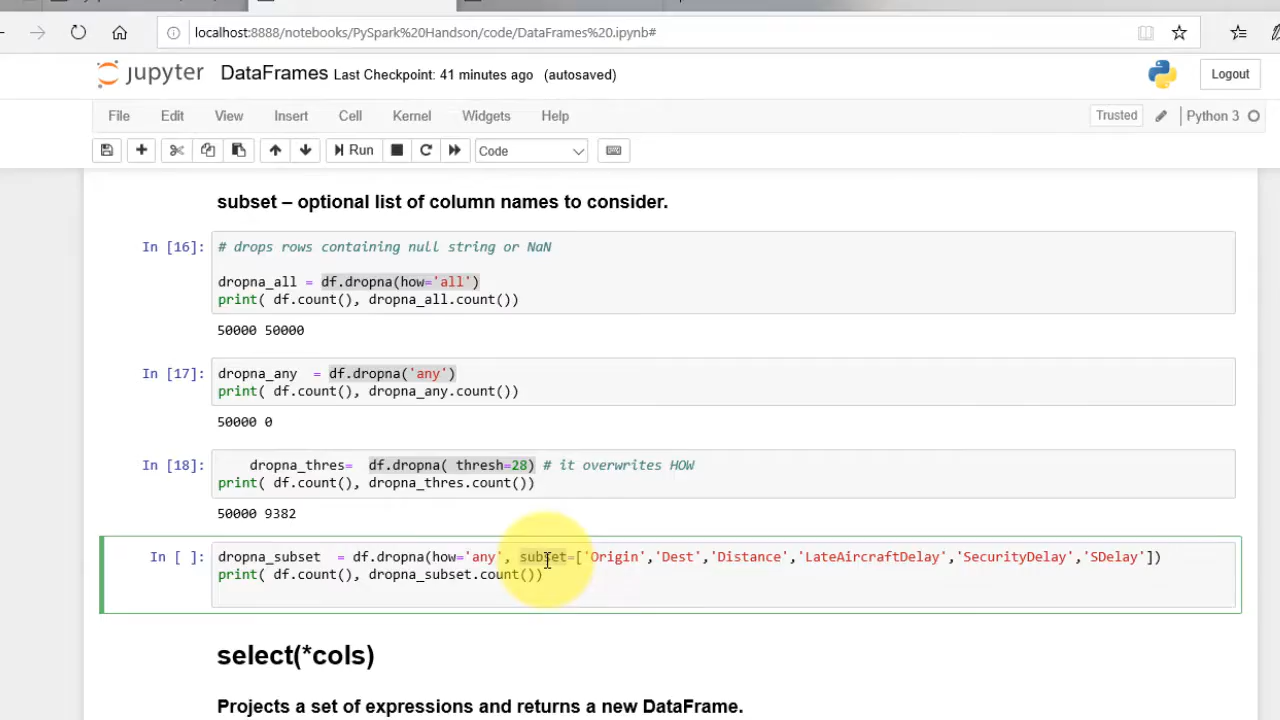 localhost:8888/notebooks/PySpark%20Handson/code/DataFrames%20.ipynb#
jupyter DataFrames Last Checkpoint: 41 minutes ago (autosaved) Logout
File Edit View Insert Cell Kernel Widgets Help Trusted Python 3
Run Code
subset – optional list of column names to consider.
In [16]: # drops rows containing null string or NaN
dropna_all = df.dropna(how='all')
print( df.count(), dropna_all.count())
50000 50000
In [17]: dropna_any = df.dropna('any')
print( df.count(), dropna_any.count())
50000 0
In [18]: dropna_thres= df.dropna( thresh=28) # it overwrites HOW
print( df.count(), dropna_thres.count())
50000 9382
In [ ]: dropna_subset = df.dropna(how='any', subset=['Origin','Dest','Distance','LateAircraftDelay','SecurityDelay','SDelay'])
print( df.count(), dropna_subset.count())
select(*cols)
Projects a set of expressions and returns a new DataFrame.